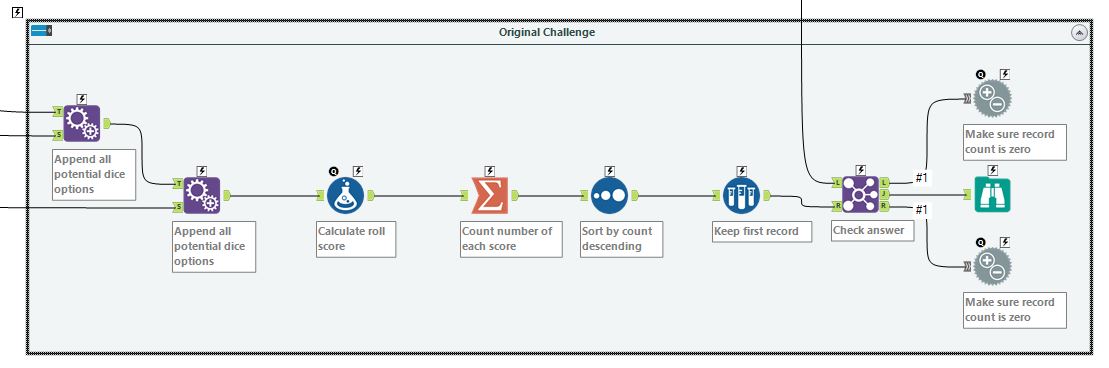 Original Challenge
T
S
Append all
potential dice
options
T
S
Append all
potential dice
options
Q
Calculate roll
score
Count number of
each score
Sort by count
descending
Keep first record
L
R
L
J
R
Check answer
#1
#1
Q
Make sure record
count is zero
Q
Make sure record
count is zero